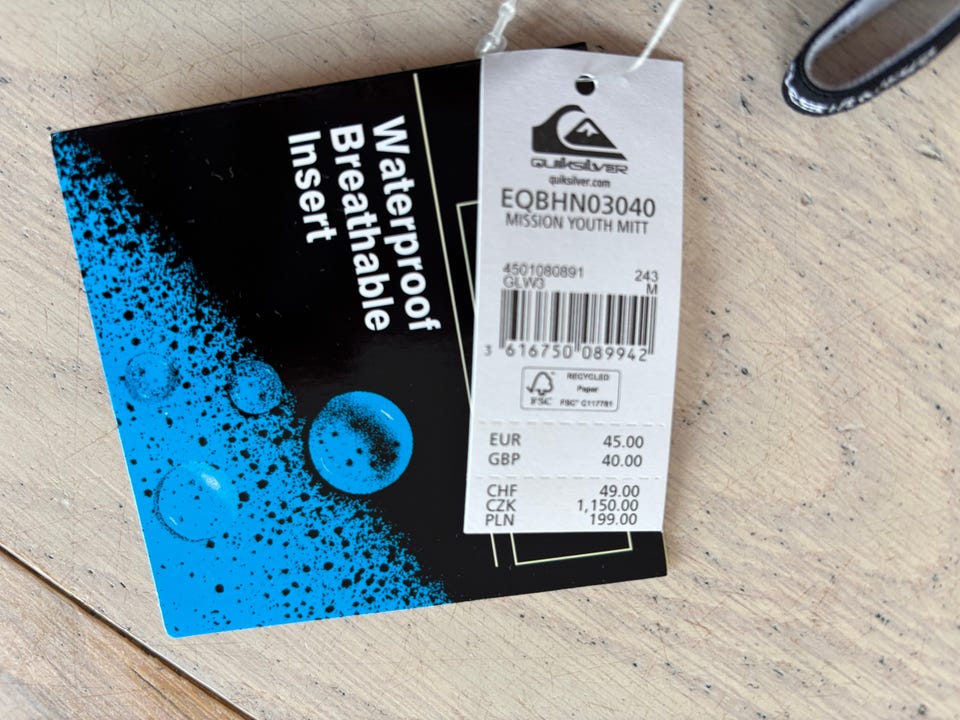 Waterproof
Breathable
Insert
QUIKSILVER
quiksilver.com
EQBHN03040
MISSION YOUTH MITT
4501080891 243
GLW3 M
3 616750 089942
RECYCLED
Paper
FSC FSC® C117781
EUR 45.00
GBP 40.00
CHF 49.00
CZK 1,150.00
PLN 199.00